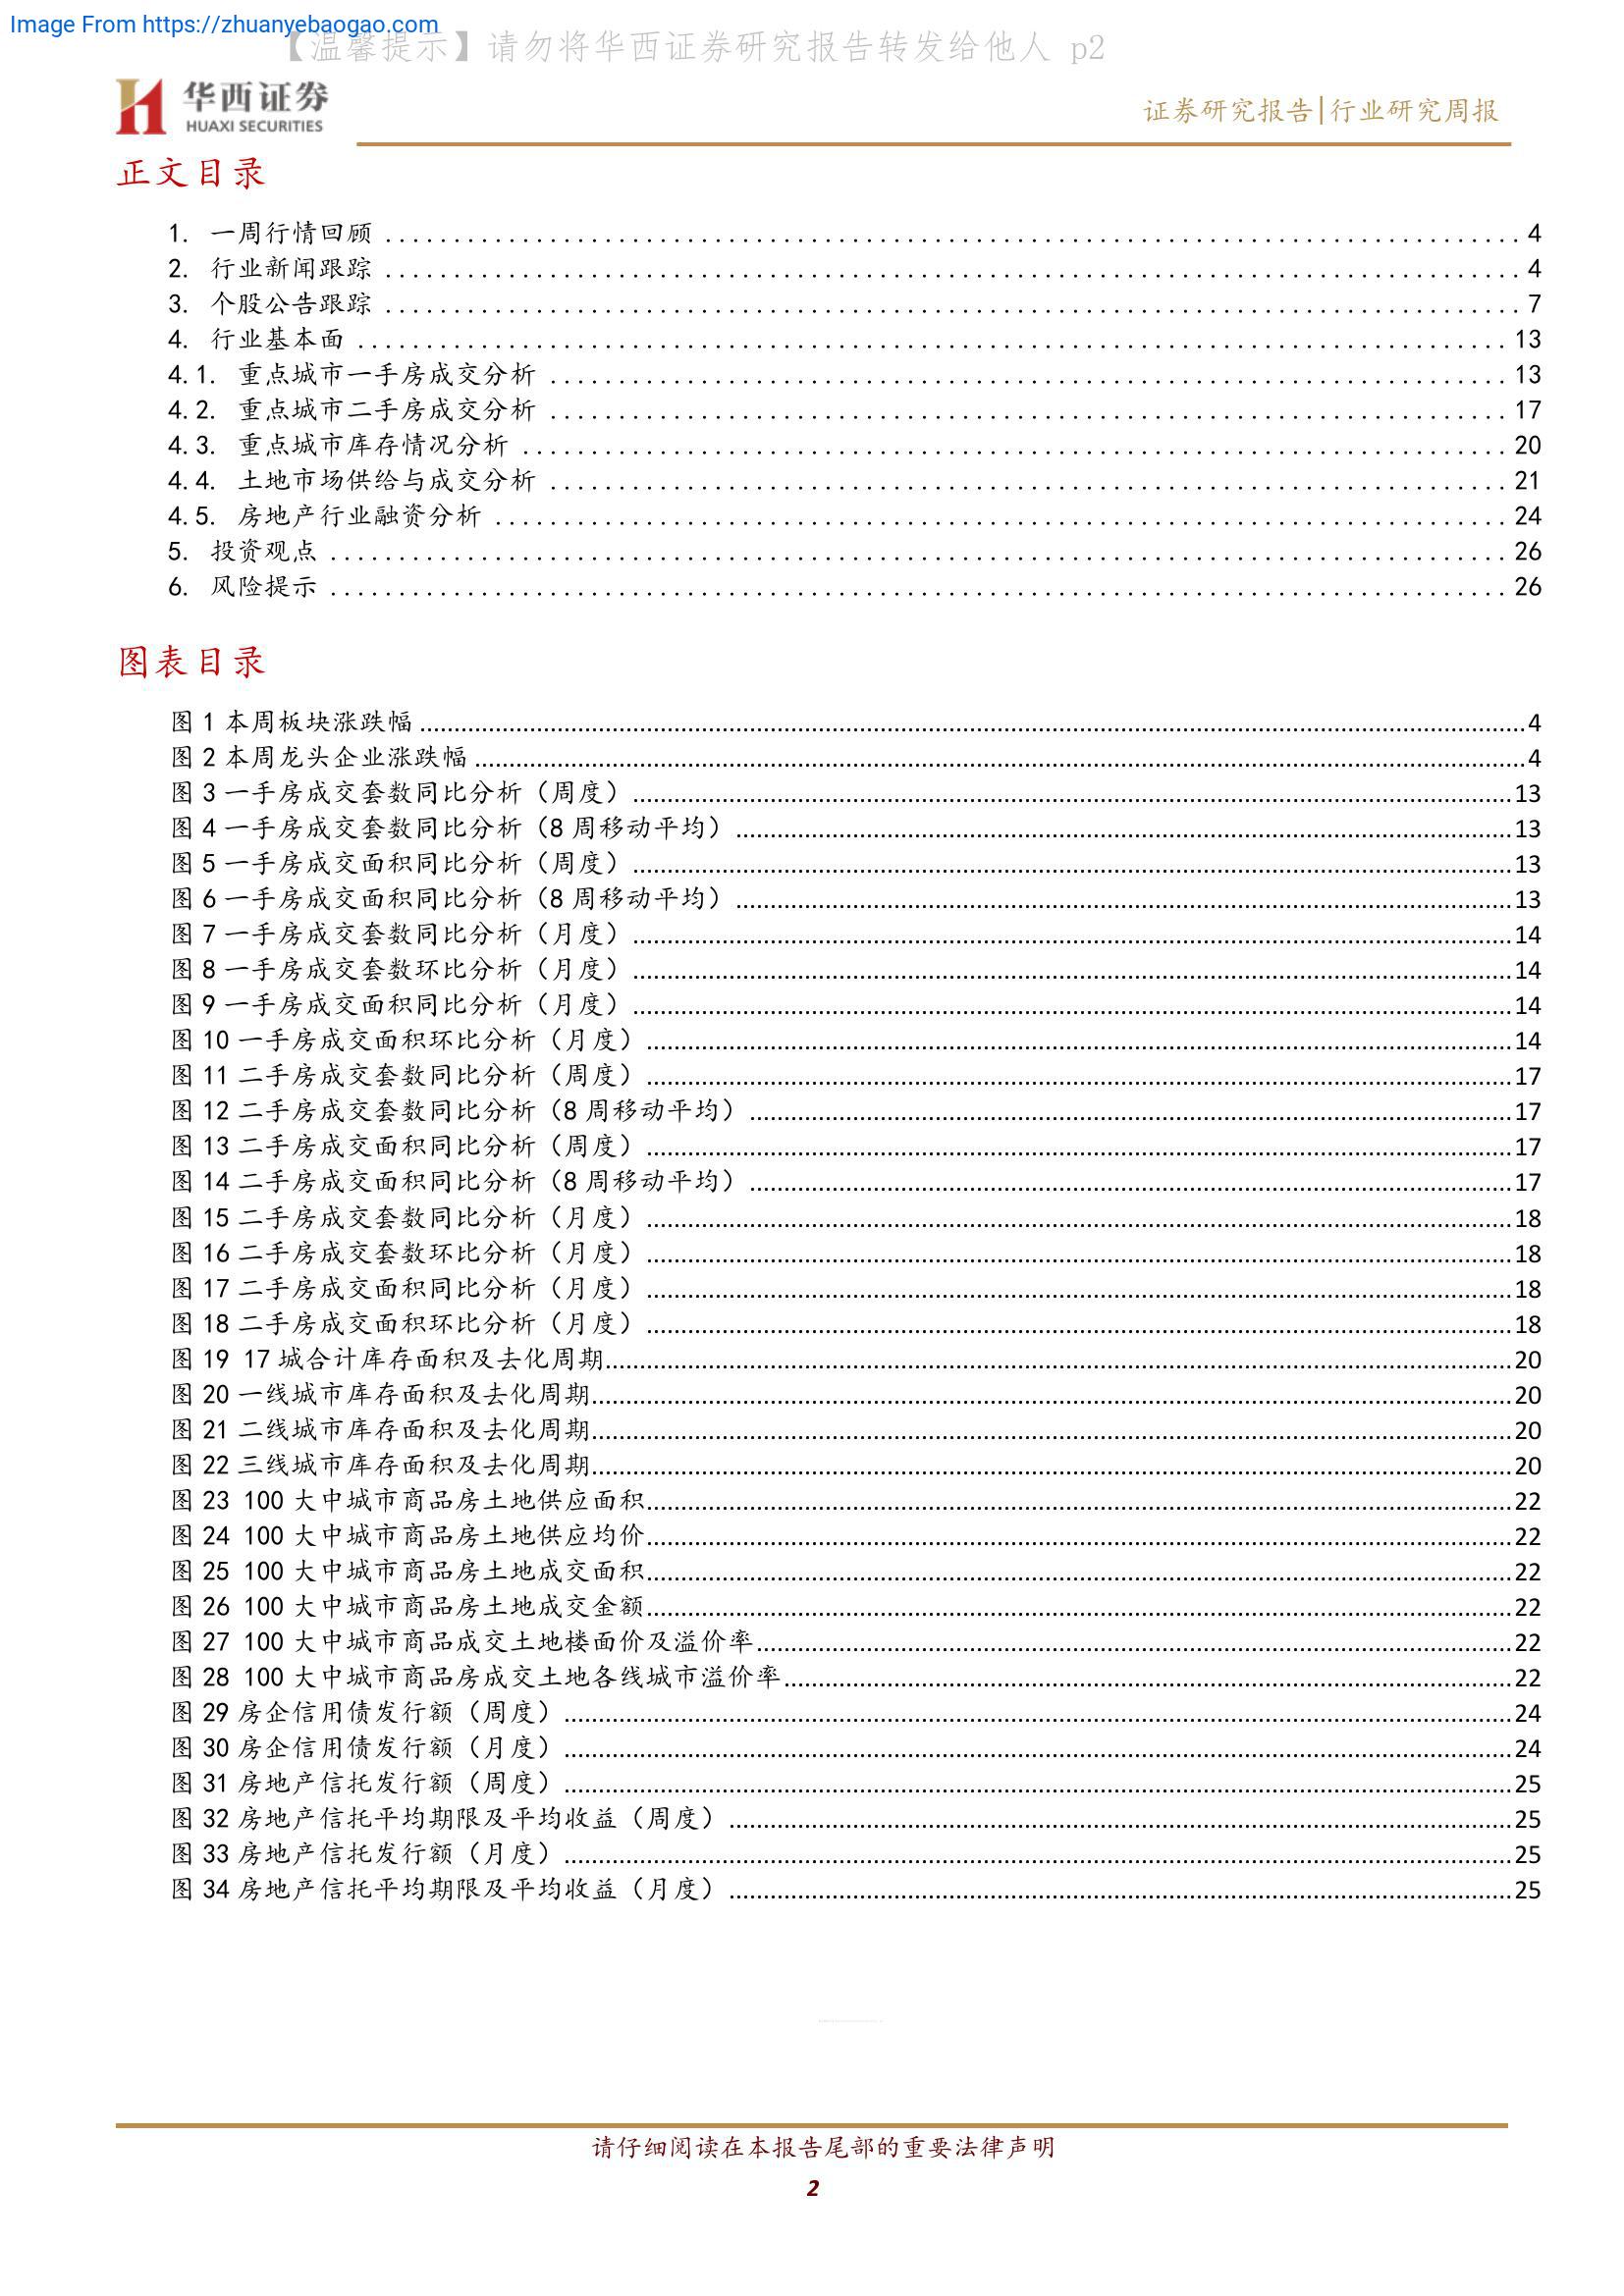 Image From https://zhuanyebaogao.com
【温馨提示】请勿将华西证券研究报告转发给他人 p2
华西证券
HUAXI SECURITIES
证券研究报告|行业研究周报
正文目录
1. 一周行情回顾 ........ 4
2. 行业新闻跟踪 ........ 4
3. 个股公告跟踪 ........ 7
4. 行业基本面 ........ 13
4.1. 重点城市一手房成交分析 ........ 13
4.2. 重点城市二手房成交分析 ........ 17
4.3. 重点城市库存情况分析 ........ 20
4.4. 土地市场供给与成交分析 ........ 21
4.5. 房地产行业融资分析 ........ 24
5. 投资观点 ........ 26
6. 风险提示 ........ 26
图表目录
图 1 本周板块涨跌幅 ........ 4
图 2 本周龙头企业涨跌幅 ........ 4
图 3 一手房成交套数同比分析（周度） ........ 13
图 4 一手房成交套数同比分析（8 周移动平均） ........ 13
图 5 一手房成交面积同比分析（周度） ........ 13
图 6 一手房成交面积同比分析（8 周移动平均） ........ 13
图 7 一手房成交套数同比分析（月度） ........ 14
图 8 一手房成交套数环比分析（月度） ........ 14
图 9 一手房成交面积同比分析（月度） ........ 14
图 10 一手房成交面积环比分析（月度） ........ 14
图 11 二手房成交套数同比分析（周度） ........ 17
图 12 二手房成交套数同比分析（8 周移动平均） ........ 17
图 13 二手房成交面积同比分析（周度） ........ 17
图 14 二手房成交面积同比分析（8 周移动平均） ........ 17
图 15 二手房成交套数同比分析（月度） ........ 18
图 16 二手房成交套数环比分析（月度） ........ 18
图 17 二手房成交面积同比分析（月度） ........ 18
图 18 二手房成交面积环比分析（月度） ........ 18
图 19 17 城合计库存面积及去化周期 ........ 20
图 20 一线城市库存面积及去化周期 ........ 20
图 21 二线城市库存面积及去化周期 ........ 20
图 22 三线城市库存面积及去化周期 ........ 20
图 23 100 大中城市商品房土地供应面积 ........ 22
图 24 100 大中城市商品房土地供应均价 ........ 22
图 25 100 大中城市商品房土地成交面积 ........ 22
图 26 100 大中城市商品房土地成交金额 ........ 22
图 27 100 大中城市商品成交土地楼面价及溢价率 ........ 22
图 28 100 大中城市商品房成交土地各线城市溢价率 ........ 22
图 29 房企信用债发行额（周度） ........ 24
图 30 房企信用债发行额（月度） ........ 24
图 31 房地产信托发行额（周度） ........ 25
图 32 房地产信托平均期限及平均收益（周度） ........ 25
图 33 房地产信托发行额（月度） ........ 25
图 34 房地产信托平均期限及平均收益（月度） ........ 25
请仔细阅读在本报告尾部的重要法律声明
2